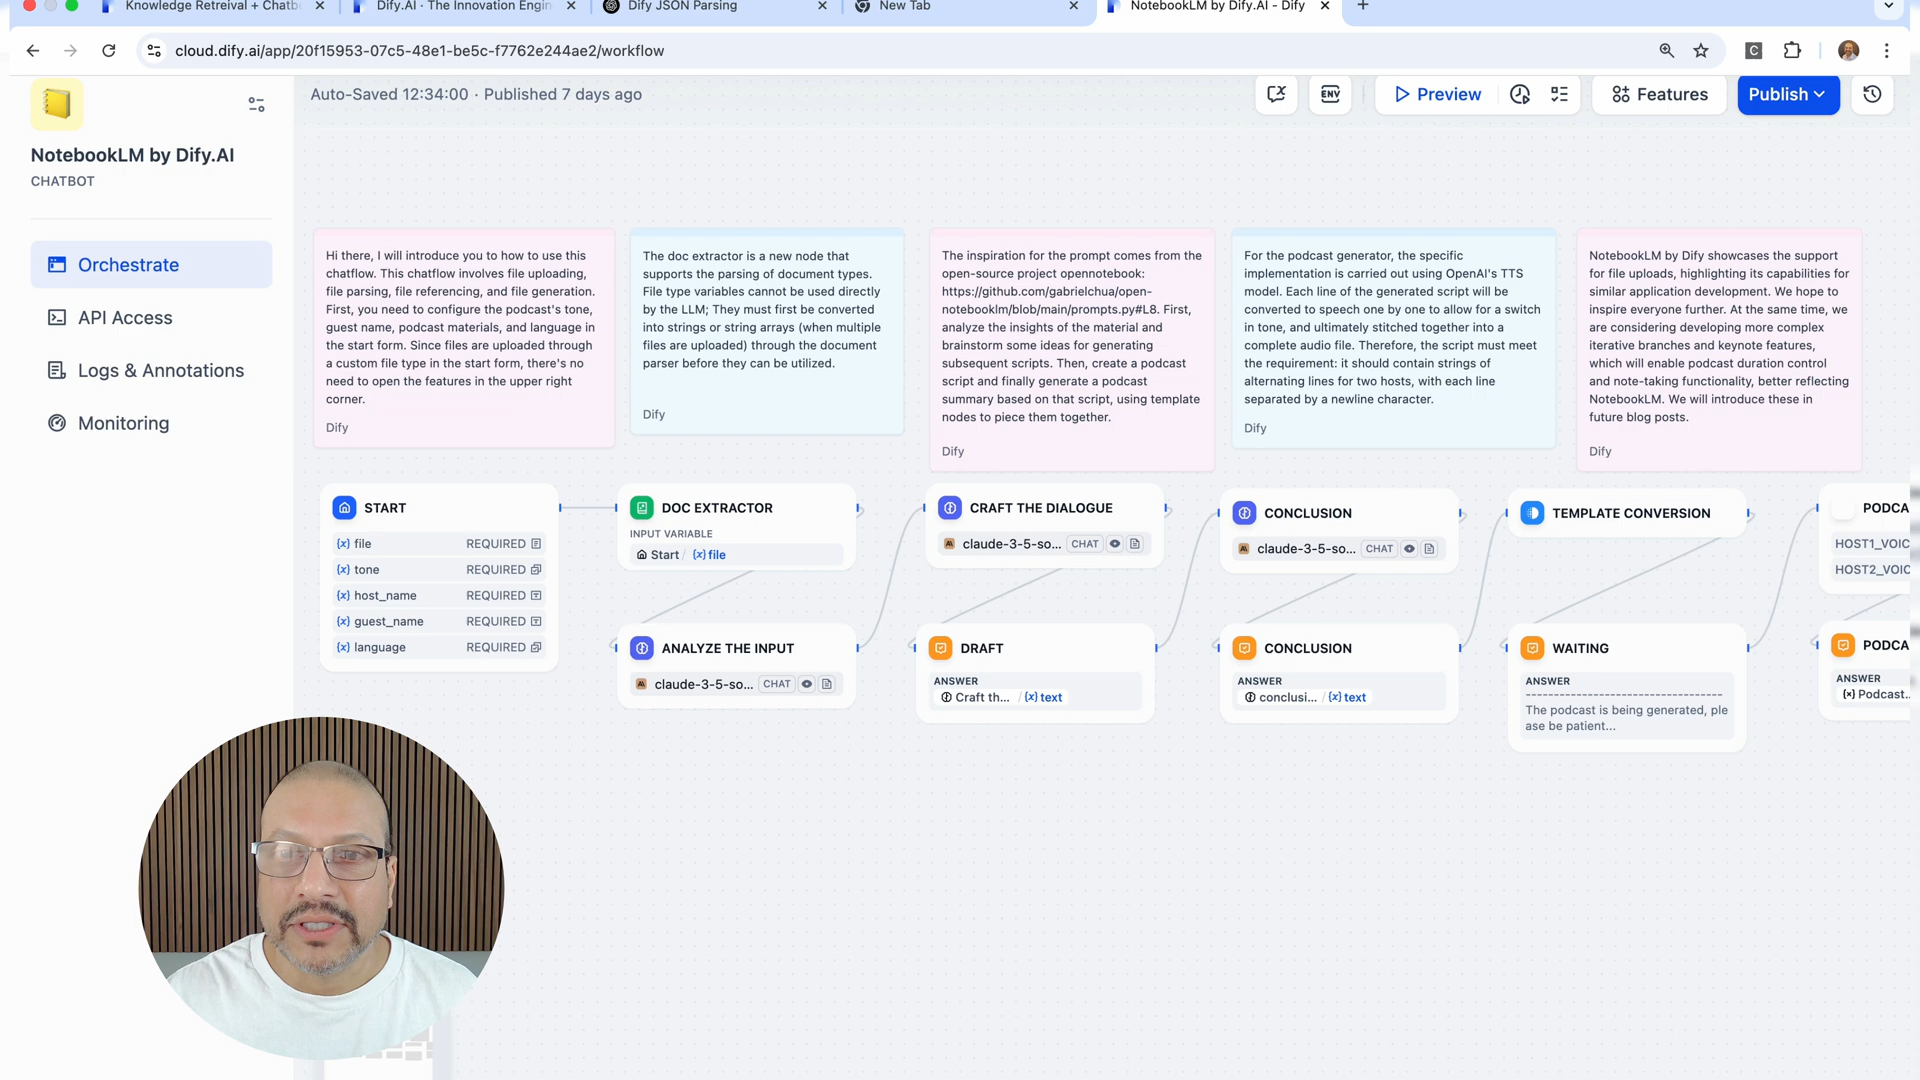 Knowledge Retreival + Chatb
Dify.AI · The Innovation Engin
Dify JSON Parsing
New Tab
NotebookLM by Dify.AI - Dify
cloud.dify.ai/app/20f15953-07c5-48e1-be5c-f7762e244ae2/workflow
Auto-Saved 12:34:00 · Published 7 days ago
ENV
Preview
Features
Publish
NotebookLM by Dify.AI
CHATBOT
Orchestrate
API Access
Logs & Annotations
Monitoring
Hi there, I will introduce you to how to use this
chatflow. This chatflow involves file uploading,
file parsing, file referencing, and file generation.
First, you need to configure the podcast's tone,
guest name, podcast materials, and language in
the start form. Since files are uploaded through
a custom file type in the start form, there's no
need to open the features in the upper right
corner.
Dify
The doc extractor is a new node that
supports the parsing of document types.
File type variables cannot be used directly
by the LLM; They must first be converted
into strings or string arrays (when multiple
files are uploaded) through the document
parser before they can be utilized.
Dify
The inspiration for the prompt comes from the
open-source project opennotebook:
https://github.com/gabrielchua/open-
notebooklm/blob/main/prompts.py#L8. First,
analyze the insights of the material and
brainstorm some ideas for generating
subsequent scripts. Then, create a podcast
script and finally generate a podcast
summary based on that script, using template
nodes to piece them together.
Dify
For the podcast generator, the specific
implementation is carried out using OpenAI's TTS
model. Each line of the generated script will be
converted to speech one by one to allow for a switch
in tone, and ultimately stitched together into a
complete audio file. Therefore, the script must meet
the requirement: it should contain strings of
alternating lines for two hosts, with each line
separated by a newline character.
Dify
NotebookLM by Dify showcases the support
for file uploads, highlighting its capabilities for
similar application development. We hope to
inspire everyone further. At the same time, we
are considering developing more complex
iterative branches and keynote features,
which will enable podcast duration control
and note-taking functionality, better reflecting
NotebookLM. We will introduce these in
future blog posts.
Dify
START
{x} file REQUIRED
{x} tone REQUIRED
{x} host_name REQUIRED
{x} guest_name REQUIRED
{x} language REQUIRED
DOC EXTRACTOR
INPUT VARIABLE
Start / {x} file
ANALYZE THE INPUT
claude-3-5-so... CHAT
CRAFT THE DIALOGUE
claude-3-5-so... CHAT
DRAFT
ANSWER
Craft th... / {x} text
CONCLUSION
claude-3-5-so... CHAT
CONCLUSION
ANSWER
conclusi... / {x} text
TEMPLATE CONVERSION
WAITING
ANSWER
------------------------------------
The podcast is being generated, ple
ase be patient...
PODCA
HOST1_VOIC
HOST2_VOIC
PODCA
ANSWER
(×) Podcast..